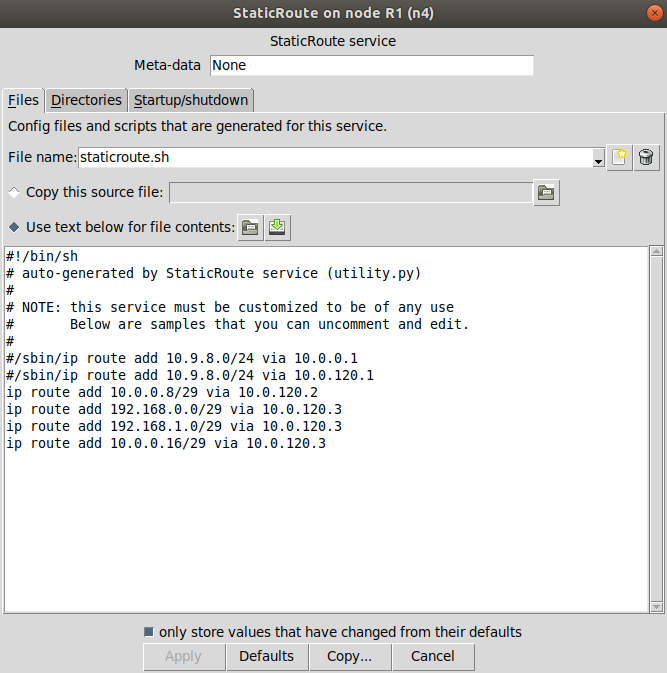 StaticRoute on node R1 (n4)
StaticRoute service
Meta-data None
Files Directories Startup/shutdown
Config files and scripts that are generated for this service.
File name: staticroute.sh
Copy this source file:
Use text below for file contents:
#!/bin/sh
# auto-generated by StaticRoute service (utility.py)
#
# NOTE: this service must be customized to be of any use
#       Below are samples that you can uncomment and edit.
#
#/sbin/ip route add 10.9.8.0/24 via 10.0.0.1
#/sbin/ip route add 10.9.8.0/24 via 10.0.120.1
ip route add 10.0.0.8/29 via 10.0.120.2
ip route add 192.168.0.0/29 via 10.0.120.3
ip route add 192.168.1.0/29 via 10.0.120.3
ip route add 10.0.0.16/29 via 10.0.120.3
only store values that have changed from their defaults
Apply Defaults Copy... Cancel